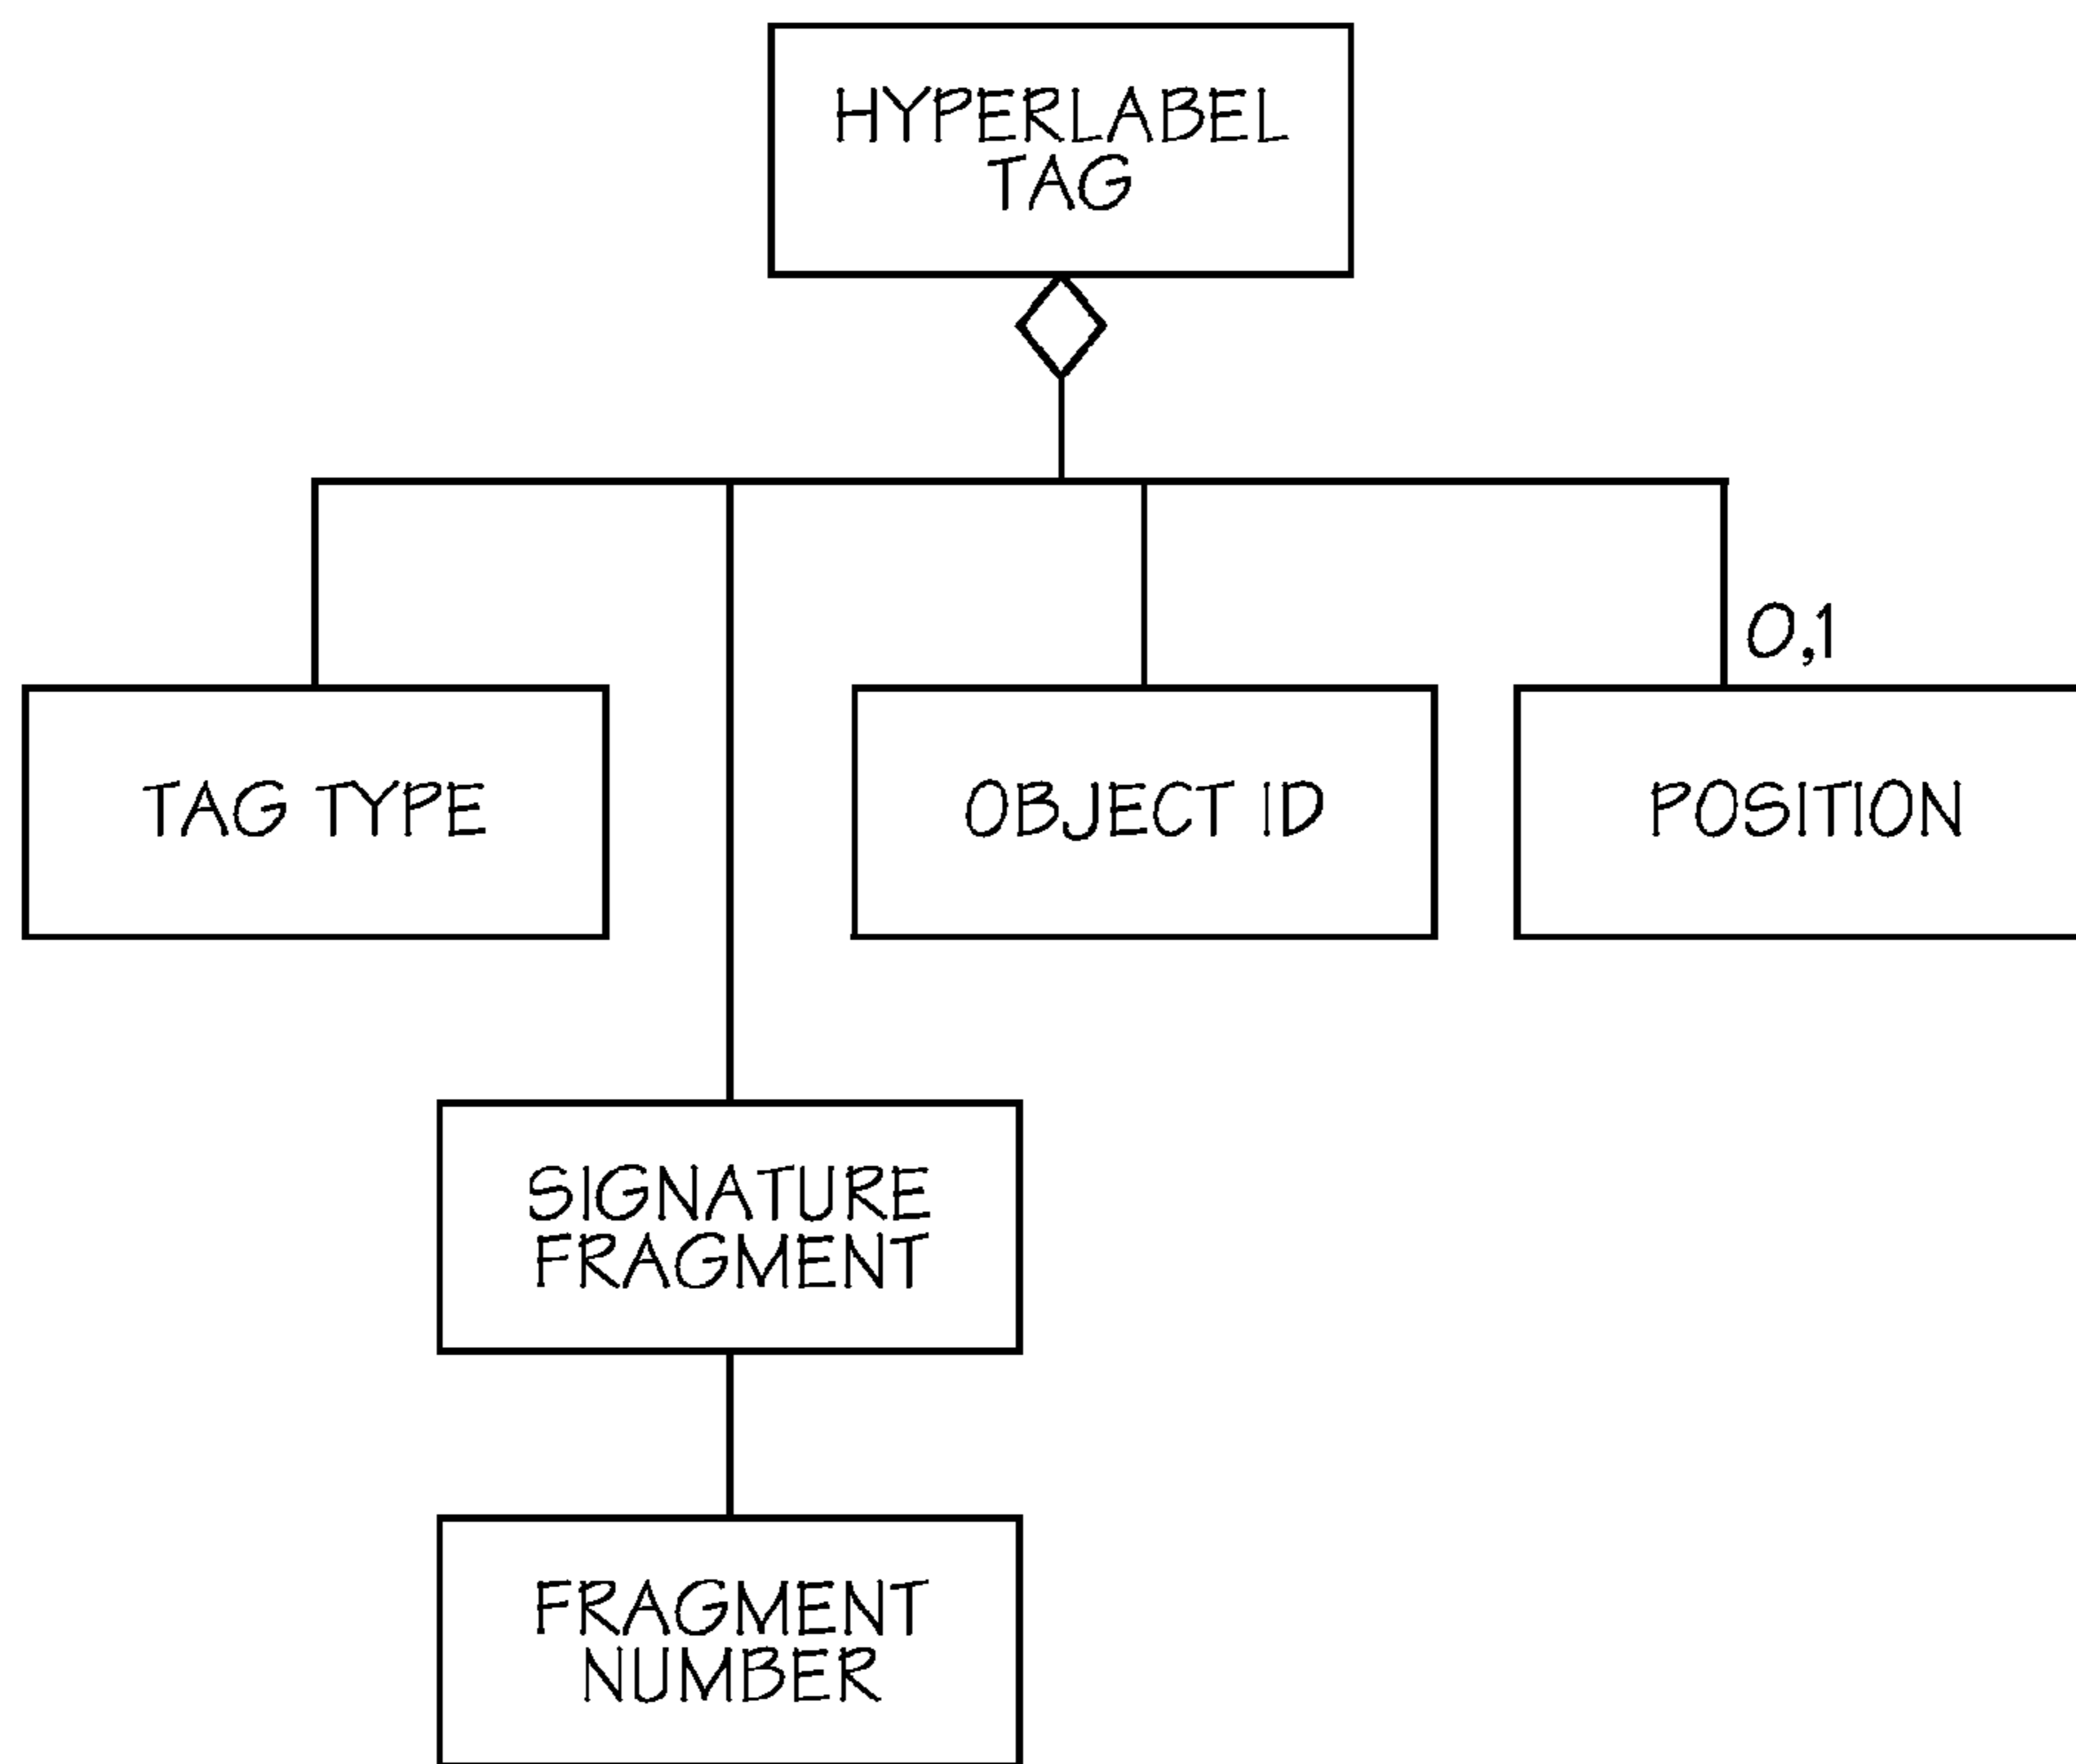 HYPERLABEL
TAG
0,1
TAG TYPE
OBJECT ID
POSITION
SIGNATURE
FRAGMENT
FRAGMENT
NUMBER